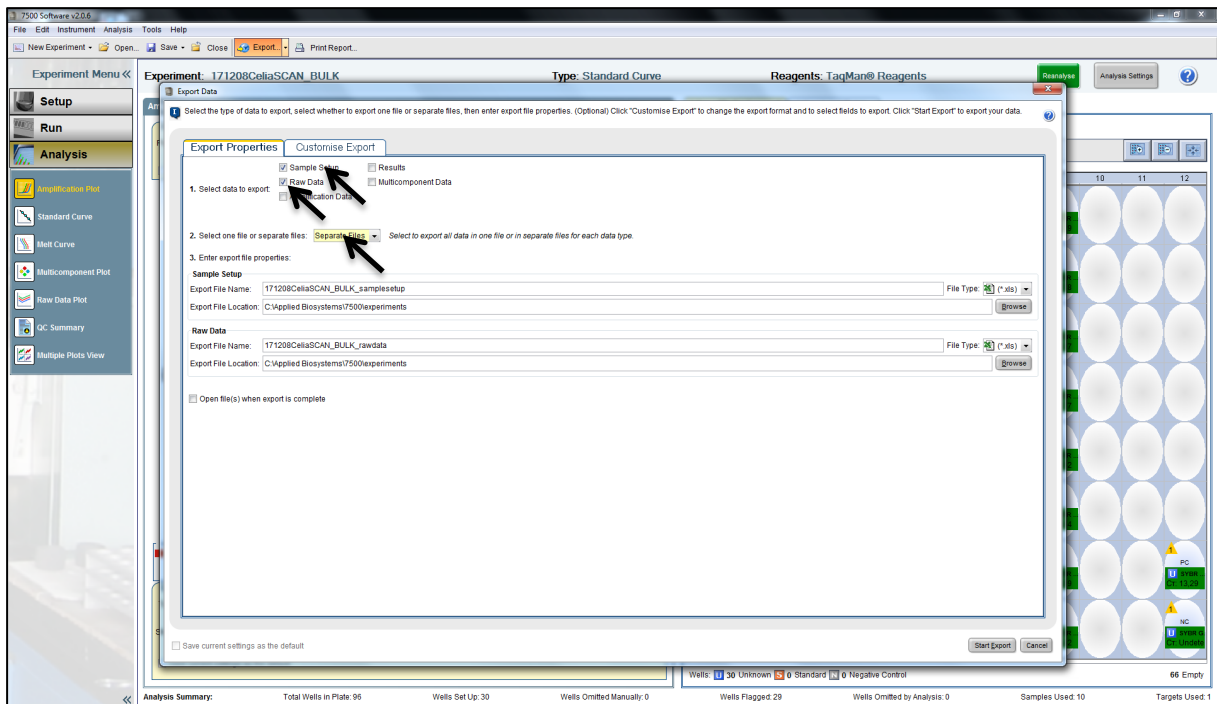 7500 Software v2.0.6
File Edit Instrument Analysis Tools Help
New Experiment Open... Save Close Export... Print Report...
Experiment Menu «
Experiment: 171208CeliaSCAN_BULK Type: Standard Curve Reagents: TaqMan® Reagents
Reanalyse Analysis Settings ?
Setup
Run
Analysis
Amplification Plot
Standard Curve
Melt Curve
Multicomponent Plot
Raw Data Plot
QC Summary
Multiple Plots View
Export Data
Select the type of data to export, select whether to export one file or separate files, then enter export file properties. (Optional) Click "Customise Export" to change the export format and to select fields to export. Click "Start Export" to export your data.
Export Properties Customise Export
1. Select data to export:
Sample Setup Results
Raw Data Multicomponent Data
2. Select one file or separate files: Separate Files Select to export all data in one file or in separate files for each data type.
3. Enter export file properties:
Sample Setup
Export File Name: 171208CeliaSCAN_BULK_samplesetup File Type: (*.xls)
Export File Location: C:\Applied Biosystems\7500\experiments Browse
Raw Data
Export File Name: 171208CeliaSCAN_BULK_rawdata File Type: (*.xls)
Export File Location: C:\Applied Biosystems\7500\experiments Browse
Open file(s) when export is complete
Save current settings as the default
Start Export Cancel
10 11 12
PC
U SYBR
Ct: 13,29
NC
U SYBR G
Ct: Undete
Wells: U 30 Unknown S 0 Standard N 0 Negative Control 66 Empty
Analysis Summary: Total Wells in Plate: 96 Wells Set Up: 30 Wells Omitted Manually: 0 Wells Flagged: 29 Wells Omitted by Analysis: 0 Samples Used: 10 Targets Used: 1